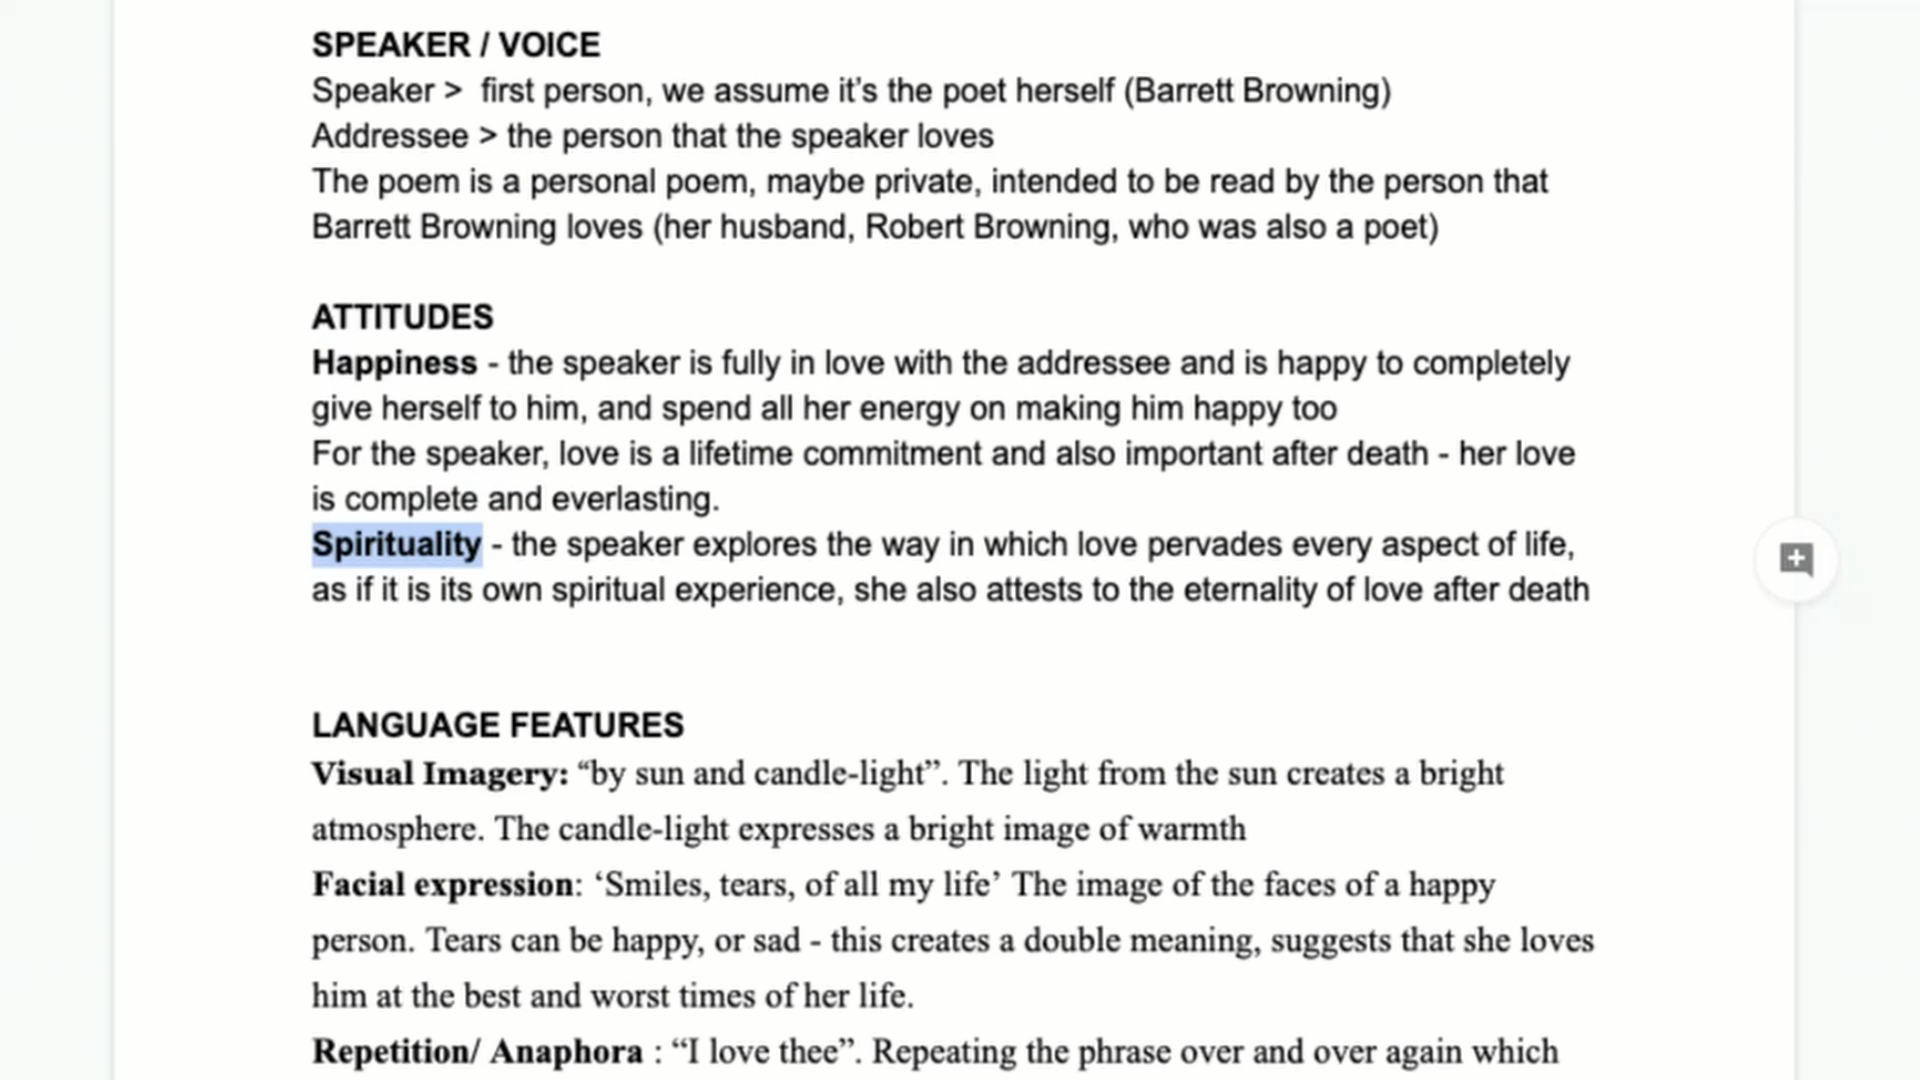 SPEAKER / VOICE
Speaker >  first person, we assume it’s the poet herself (Barrett Browning)
Addressee > the person that the speaker loves
The poem is a personal poem, maybe private, intended to be read by the person that
Barrett Browning loves (her husband, Robert Browning, who was also a poet)
ATTITUDES
Happiness - the speaker is fully in love with the addressee and is happy to completely
give herself to him, and spend all her energy on making him happy too
For the speaker, love is a lifetime commitment and also important after death - her love
is complete and everlasting.
Spirituality - the speaker explores the way in which love pervades every aspect of life,
as if it is its own spiritual experience, she also attests to the eternality of love after death
LANGUAGE FEATURES
Visual Imagery: “by sun and candle-light”. The light from the sun creates a bright
atmosphere. The candle-light expresses a bright image of warmth
Facial expression: ‘Smiles, tears, of all my life’ The image of the faces of a happy
person. Tears can be happy, or sad - this creates a double meaning, suggests that she loves
him at the best and worst times of her life.
Repetition/ Anaphora : “I love thee”. Repeating the phrase over and over again which